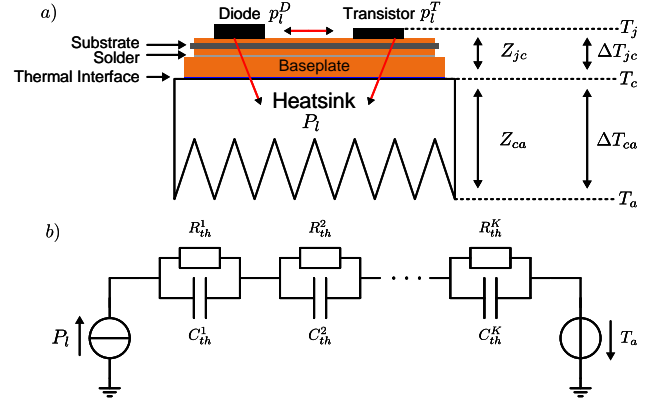 a)
Diode $p_l^D$ Transistor $p_l^T$ $T_j$
Substrate
Solder $Z_{jc}$ $\Delta T_{jc}$
Baseplate
Thermal Interface $T_c$
Heatsink
$P_l$ $Z_{ca}$ $\Delta T_{ca}$
$T_a$
b)
$R_{th}^1$ $R_{th}^2$ $R_{th}^K$
· · ·
$C_{th}^1$ $C_{th}^2$ $C_{th}^K$
$P_l$ $T_a$